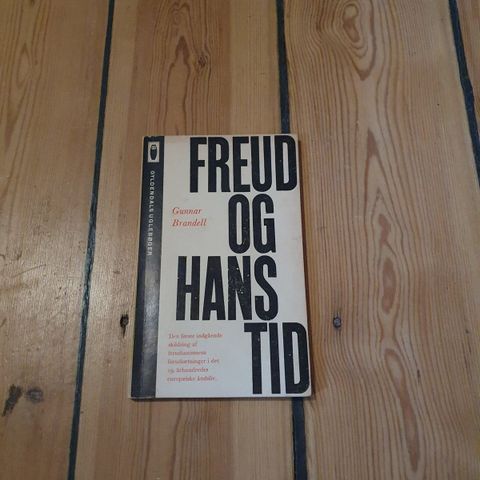 GYLDENDALS UGLEBØGER
FREUD
OG
HANS
TID
Gunnar
Brandell
Den første indgående
skildring af
freudianismens
forudsætninger i det
19. århundredes
europæiske åndsliv.